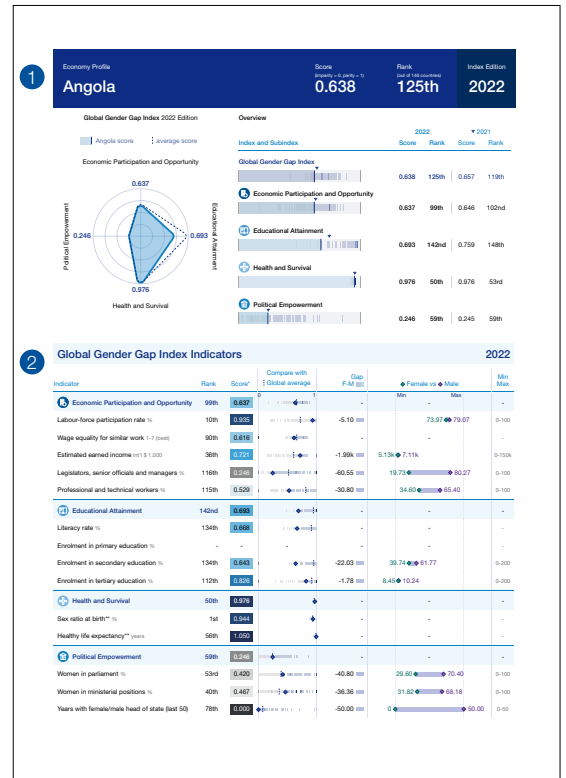 1
Economy Profile
Angola
Score
(imparity = 0, parity = 1)
0.638
Rank
(out of 146 countries)
125th
Index Edition
2022
Global Gender Gap Index 2022 Edition
Angola score
average score
Economic Participation and Opportunity
0.637
Political Empowerment
0.246
0.693
Educational Attainment
0.976
Health and Survival
Overview
2022 2021
Index and Subindex Score Rank Score Rank
Global Gender Gap Index
0.638 125th 0.657 119th
Economic Participation and Opportunity
0.637 99th 0.646 102nd
Educational Attainment
0.693 142nd 0.759 148th
Health and Survival
0.976 50th 0.976 53rd
Political Empowerment
0.246 59th 0.245 59th
2
Global Gender Gap Index Indicators 2022
Indicator Rank Score* Compare with Global average Gap F-M Female vs Male Min Max
0 1 Min Max
Economic Participation and Opportunity 99th 0.637 - - -
Labour-force participation rate % 10th 0.935 -5.10 73.97 79.07 0-100
Wage equality for similar work 1-7 (best) 90th 0.616 - - -
Estimated earned income int'l $ 1,000 36th 0.721 -1.99k 5.13k 7.11k 0-150k
Legislators, senior officials and managers % 116th 0.246 -60.55 19.73 80.27 0-100
Professional and technical workers % 115th 0.529 -30.80 34.60 65.40 0-100
Educational Attainment 142nd 0.693 - - -
Literacy rate % 134th 0.668 - - -
Enrolment in primary education % - - - - -
Enrolment in secondary education % 134th 0.643 -22.03 39.74 61.77 0-200
Enrolment in tertiary education % 112th 0.826 -1.78 8.45 10.24 0-200
Health and Survival 50th 0.976 - - -
Sex ratio at birth** % 1st 0.944 - - -
Healthy life expectancy** years 56th 1.050 - - -
Political Empowerment 59th 0.246 - - -
Women in parliament % 53rd 0.420 -40.80 29.60 70.40 0-100
Women in ministerial positions % 40th 0.467 -36.36 31.82 68.18 0-100
Years with female/male head of state (last 50) 78th 0.000 -50.00 0 50.00 0-50